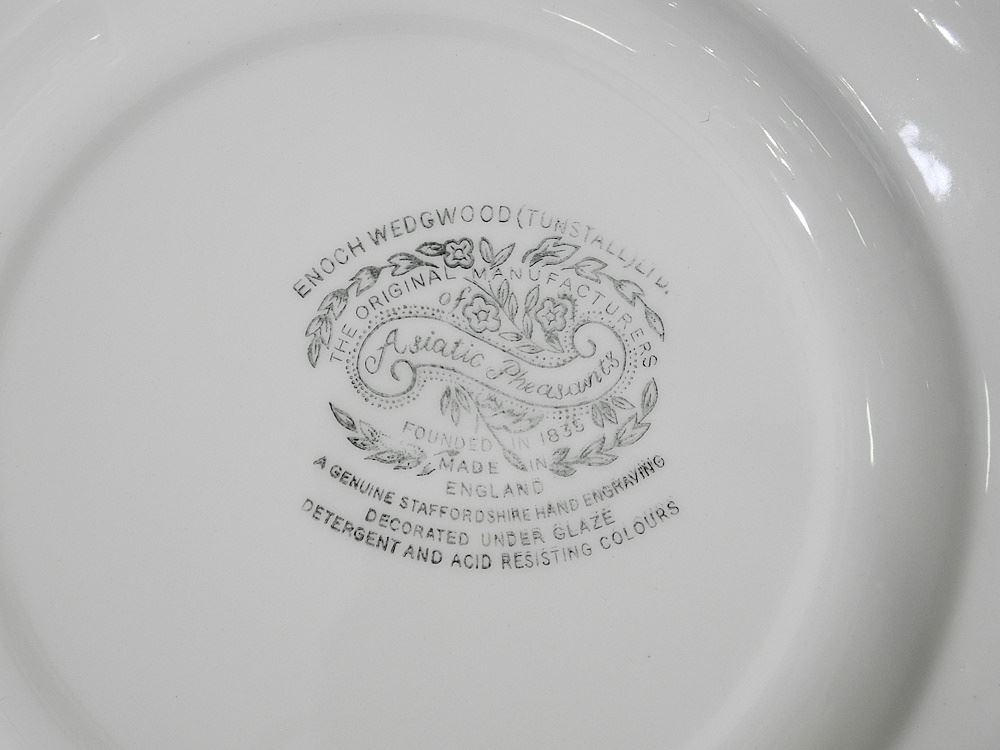 ENOCH WEDGWOOD (TUNSTALL) LTD.
THE ORIGINAL MANUFACTURERS
of
Asiatic Pheasants
FOUNDED IN 1835
MADE IN
ENGLAND
A GENUINE STAFFORDSHIRE HAND ENGRAVING
DECORATED UNDER GLAZE
DETERGENT AND ACID RESISTING COLOURS